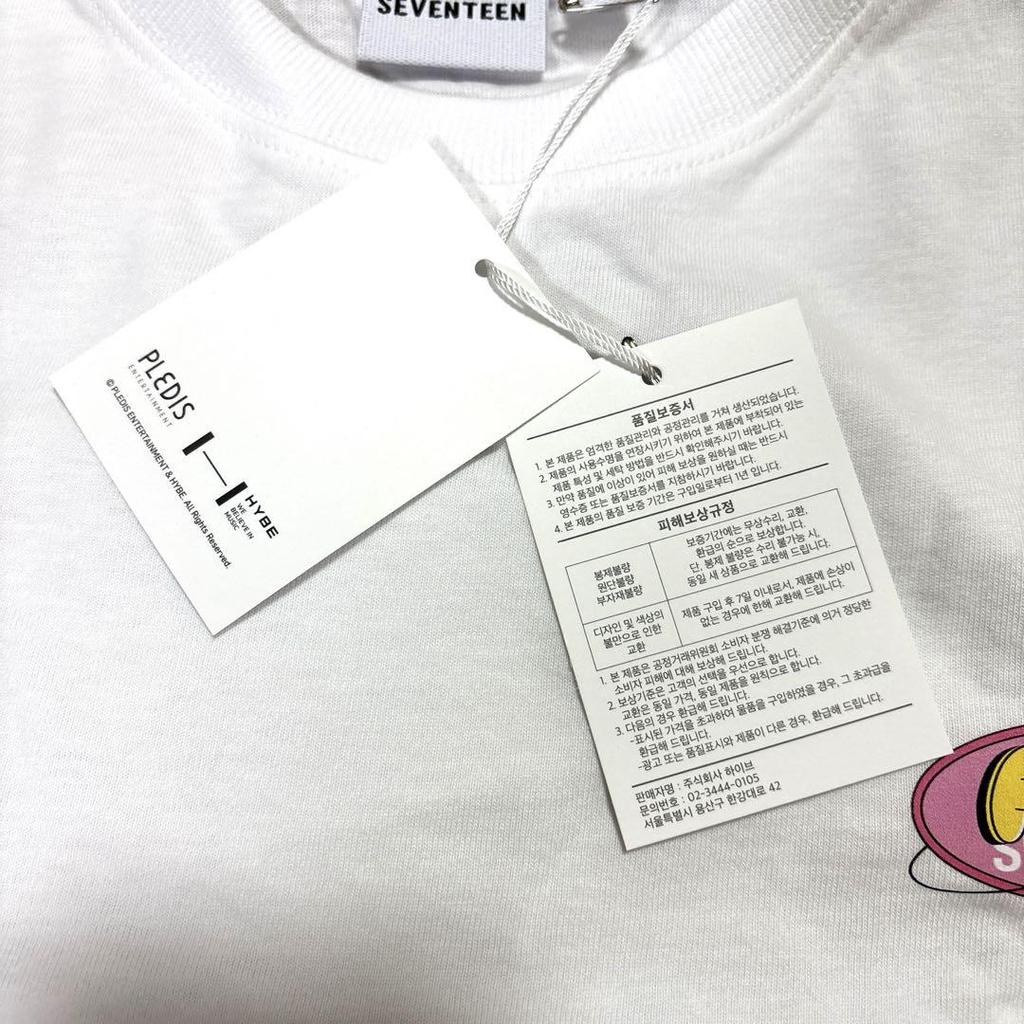 SEVENTEEN
PLEDIS
ENTERTAINMENT
© PLEDIS ENTERTAINMENT & HYBE. All Rights Reserved.
HYBE
WE
BELIEVE IN
MUSIC
품질보증서
1. 본 제품은 엄격한 품질관리와 공정관리를 거쳐 생산되었습니다.
2. 제품의 사용수명을 연장시키기 위하여 본 제품에 부착되어 있는
제품 특성 및 세탁 방법을 반드시 확인해주시기 바랍니다.
3. 만약 품질에 이상이 있어 피해 보상을 원하실 때는 반드시
영수증 또는 품질보증서를 지참하시기 바랍니다.
4. 본 제품의 품질 보증 기간은 구입일로부터 1년 입니다.
피해보상규정
봉제불량
원단불량
부자재불량
보증기간에는 무상수리, 교환,
환급의 순으로 보상합니다.
단, 봉제 불량은 수리 불가능 시,
동일 새 상품으로 교환해 드립니다.
디자인 및 색상의
불만으로 인한
교환
제품 구입 후 7일 이내로서, 제품에 손상이
없는 경우에 한해 교환해 드립니다.
1. 본 제품은 공정거래위원회 소비자 분쟁 해결기준에 의거 정당한
소비자 피해에 대해 보상해 드립니다.
2. 보상기준은 고객의 선택을 우선으로 합니다.
교환은 동일 가격, 동일 제품을 원칙으로 합니다.
3. 다음의 경우 환급해 드립니다.
-표시된 가격을 초과하여 물품을 구입하였을 경우, 그 초과금을
환급해 드립니다.
-광고 또는 품질표시와 제품이 다른 경우, 환급해 드립니다.
판매자명 : 주식회사 하이브
문의번호 : 02-3444-0105
서울특별시 용산구 한강대로 42